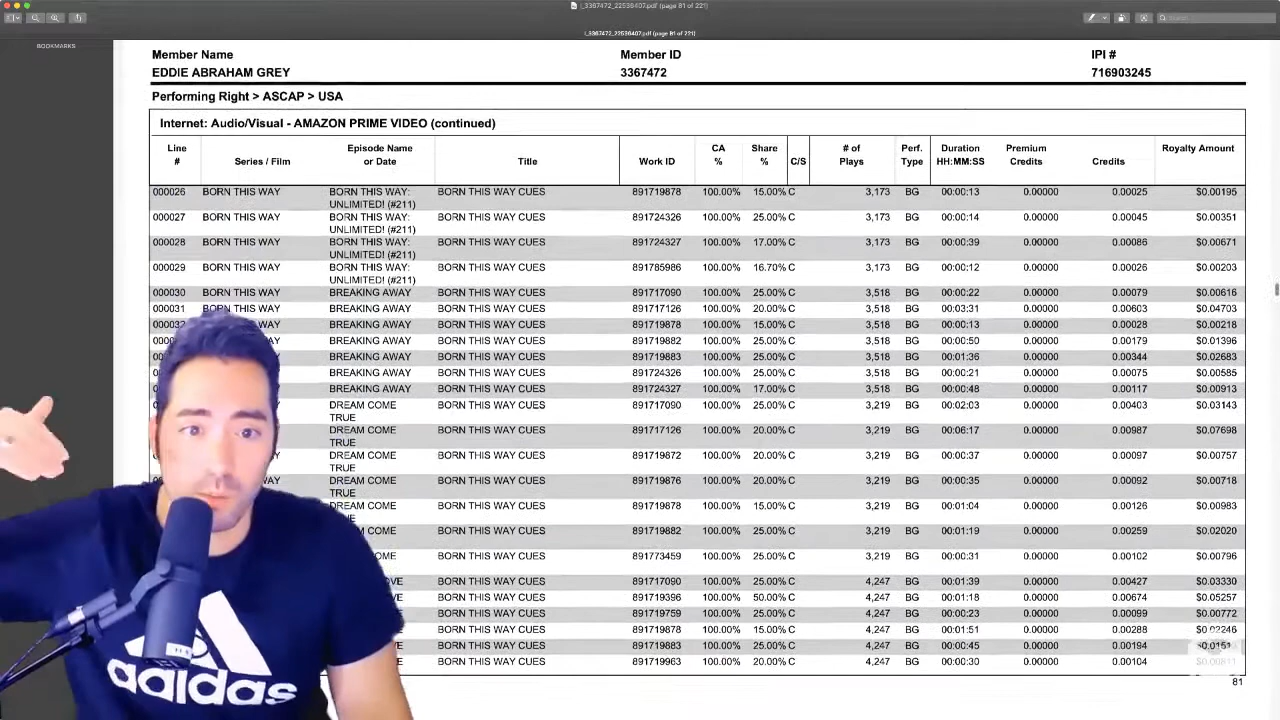 i_3367472_22536407.pdf (page 81 of 221)
Search
i_3367472_22536407.pdf (page 81 of 221)
BOOKMARKS
Member Name Member ID IPI #
EDDIE ABRAHAM GREY 3367472 716903245
Performing Right > ASCAP > USA
Internet: Audio/Visual - AMAZON PRIME VIDEO (continued)
Line Episode Name CA Share # of Perf. Duration Premium Royalty Amount
# Series / Film or Date Title Work ID % % C/S Plays Type HH:MM:SS Credits Credits
000026 BORN THIS WAY BORN THIS WAY: BORN THIS WAY CUES 891719878 100.00% 15.00% C 3,173 BG 00:00:13 0.00000 0.00025 $0.00195
UNLIMITED! (#211)
000027 BORN THIS WAY BORN THIS WAY: BORN THIS WAY CUES 891724326 100.00% 25.00% C 3,173 BG 00:00:14 0.00000 0.00045 $0.00351
UNLIMITED! (#211)
000028 BORN THIS WAY BORN THIS WAY: BORN THIS WAY CUES 891724327 100.00% 17.00% C 3,173 BG 00:00:39 0.00000 0.00086 $0.00671
UNLIMITED! (#211)
000029 BORN THIS WAY BORN THIS WAY: BORN THIS WAY CUES 891785986 100.00% 16.70% C 3,173 BG 00:00:12 0.00000 0.00026 $0.00203
UNLIMITED! (#211)
000030 BORN THIS WAY BREAKING AWAY BORN THIS WAY CUES 891717090 100.00% 25.00% C 3,518 BG 00:00:22 0.00000 0.00079 $0.00616
000031 BORN THIS WAY BREAKING AWAY BORN THIS WAY CUES 891717126 100.00% 20.00% C 3,518 BG 00:03:31 0.00000 0.00603 $0.04703
000032 THIS WAY BREAKING AWAY BORN THIS WAY CUES 891719878 100.00% 15.00% C 3,518 BG 00:00:13 0.00000 0.00028 $0.00218
WAY BREAKING AWAY BORN THIS WAY CUES 891719882 100.00% 25.00% C 3,518 BG 00:00:50 0.00000 0.00179 $0.01396
WAY BREAKING AWAY BORN THIS WAY CUES 891719883 100.00% 25.00% C 3,518 BG 00:01:36 0.00000 0.00344 $0.02683
WAY BREAKING AWAY BORN THIS WAY CUES 891724326 100.00% 25.00% C 3,518 BG 00:00:21 0.00000 0.00075 $0.00585
WAY BREAKING AWAY BORN THIS WAY CUES 891724327 100.00% 17.00% C 3,518 BG 00:00:48 0.00000 0.00117 $0.00913
WAY DREAM COME BORN THIS WAY CUES 891717090 100.00% 25.00% C 3,219 BG 00:02:03 0.00000 0.00403 $0.03143
TRUE
WAY DREAM COME BORN THIS WAY CUES 891717126 100.00% 20.00% C 3,219 BG 00:06:17 0.00000 0.00987 $0.07698
TRUE
WAY DREAM COME BORN THIS WAY CUES 891719872 100.00% 20.00% C 3,219 BG 00:00:37 0.00000 0.00097 $0.00757
TRUE
WAY DREAM COME BORN THIS WAY CUES 891719876 100.00% 20.00% C 3,219 BG 00:00:35 0.00000 0.00092 $0.00718
TRUE
DREAM COME BORN THIS WAY CUES 891719878 100.00% 15.00% C 3,219 BG 00:01:04 0.00000 0.00126 $0.00983
COME BORN THIS WAY CUES 891719882 100.00% 25.00% C 3,219 BG 00:01:19 0.00000 0.00259 $0.02020
COME BORN THIS WAY CUES 891773459 100.00% 25.00% C 3,219 BG 00:00:31 0.00000 0.00102 $0.00796
BORN THIS WAY CUES 891717090 100.00% 25.00% C 4,247 BG 00:01:39 0.00000 0.00427 $0.03330
BORN THIS WAY CUES 891719396 100.00% 50.00% C 4,247 BG 00:01:18 0.00000 0.00674 $0.05257
BORN THIS WAY CUES 891719759 100.00% 25.00% C 4,247 BG 00:00:23 0.00000 0.00099 $0.00772
BORN THIS WAY CUES 891719878 100.00% 15.00% C 4,247 BG 00:01:51 0.00000 0.00288 $0.02246
BORN THIS WAY CUES 891719883 100.00% 25.00% C 4,247 BG 00:00:45 0.00000 0.00194
BORN THIS WAY CUES 891719963 100.00% 20.00% C 4,247 BG 00:00:30 0.00000 0.00104
81
adidas